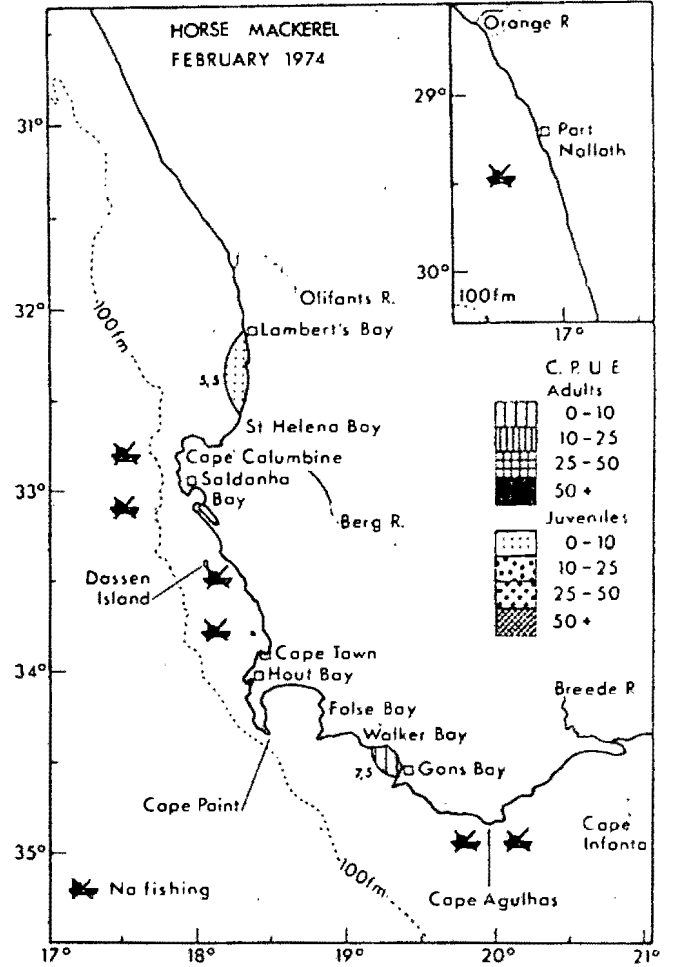 HORSE MACKEREL
FEBRUARY 1974
Orange R
29°
Port
Nolloth
30°
100fm
17°
31°
32°
33°
34°
35°
100fm
Olifants R.
Lambert's Bay
5,5
St Helena Bay
Cape Columbine
Saldanha
Bay
Berg R.
Dassen
Island
Cape Town
Hout Bay
False Bay
Walker Bay
7,5
Gans Bay
Breede R
Cape Point
Cape
Infanta
100fm
Cape Agulhas
No fishing
C. P. U E
Adults
0-10
10-25
25-50
50+
Juveniles
0-10
10-25
25-50
50+
17°
18°
19°
20°
21°